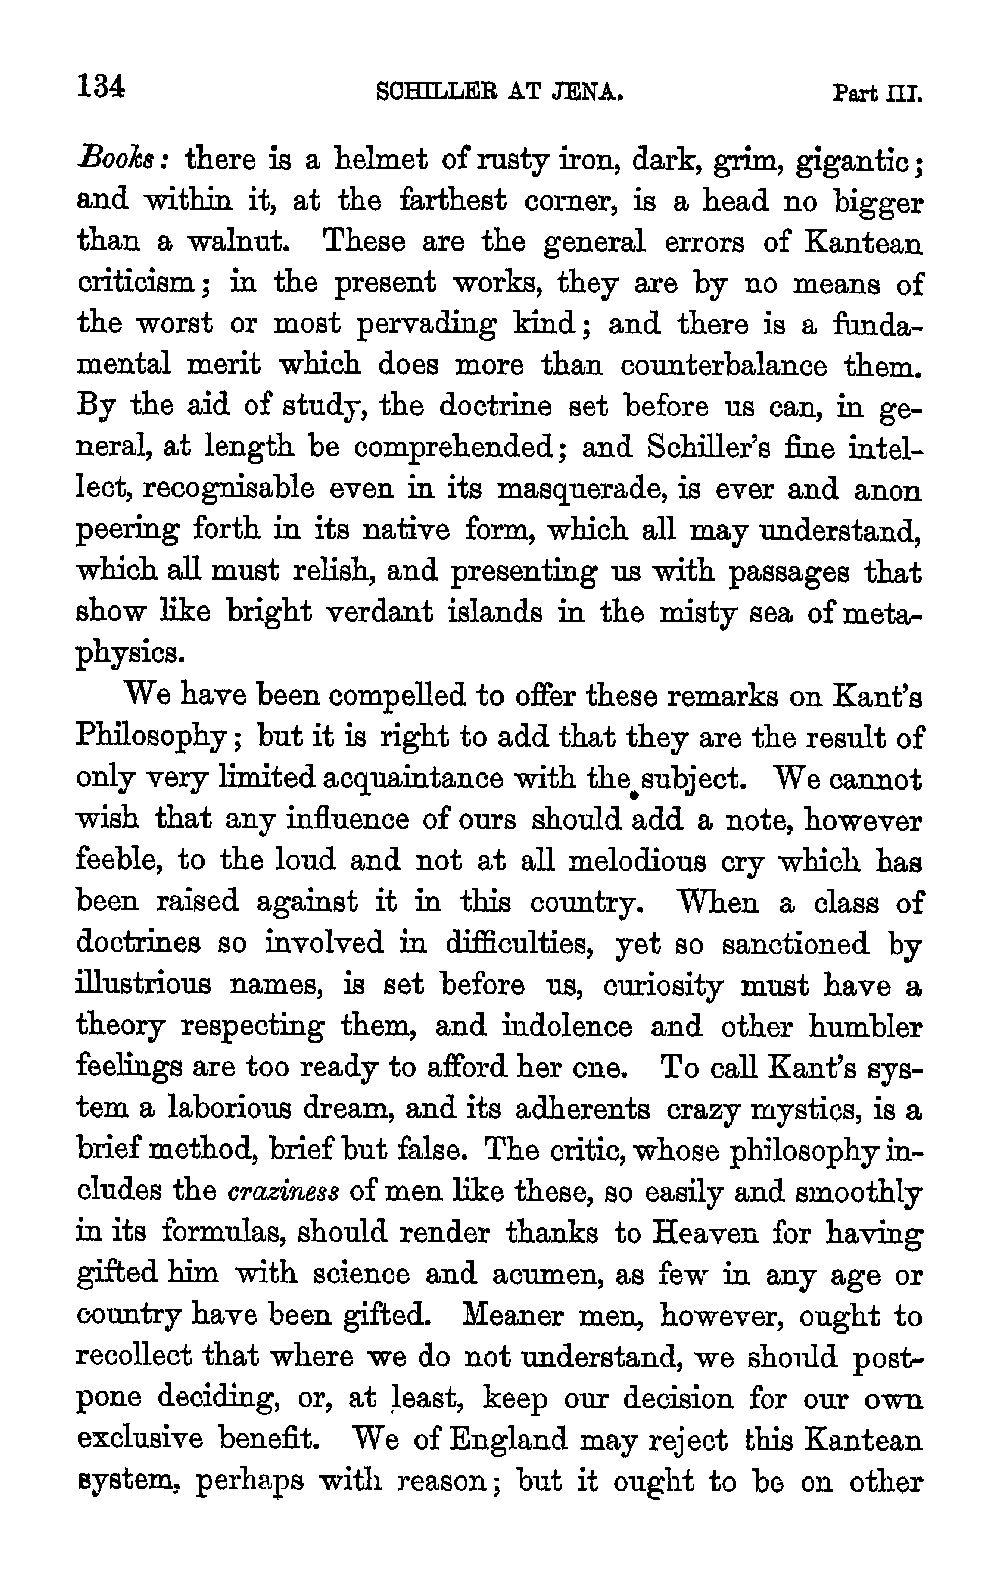 134 SCHILLER AT JENA. Part III.
Books: there is a helmet of rusty iron, dark, grim, gigantic;
and within it, at the farthest corner, is a head no bigger
than a walnut. These are the general errors of Kantean
criticism; in the present works, they are by no means of
the worst or most pervading kind; and there is a funda-
mental merit which does more than counterbalance them.
By the aid of study, the doctrine set before us can, in ge-
neral, at length be comprehended; and Schiller's fine intel-
lect, recognisable even in its masquerade, is ever and anon
peering forth in its native form, which all may understand,
which all must relish, and presenting us with passages that
show like bright verdant islands in the misty sea of meta-
physics.
We have been compelled to offer these remarks on Kant's
Philosophy; but it is right to add that they are the result of
only very limited acquaintance with the subject. We cannot
wish that any influence of ours should add a note, however
feeble, to the loud and not at all melodious cry which has
been raised against it in this country. When a class of
doctrines so involved in difficulties, yet so sanctioned by
illustrious names, is set before us, curiosity must have a
theory respecting them, and indolence and other humbler
feelings are too ready to afford her one. To call Kant's sys-
tem a laborious dream, and its adherents crazy mystics, is a
brief method, brief but false. The critic, whose philosophy in-
cludes the craziness of men like these, so easily and smoothly
in its formulas, should render thanks to Heaven for having
gifted him with science and acumen, as few in any age or
country have been gifted. Meaner men, however, ought to
recollect that where we do not understand, we should post-
pone deciding, or, at least, keep our decision for our own
exclusive benefit. We of England may reject this Kantean
system, perhaps with reason; but it ought to be on other